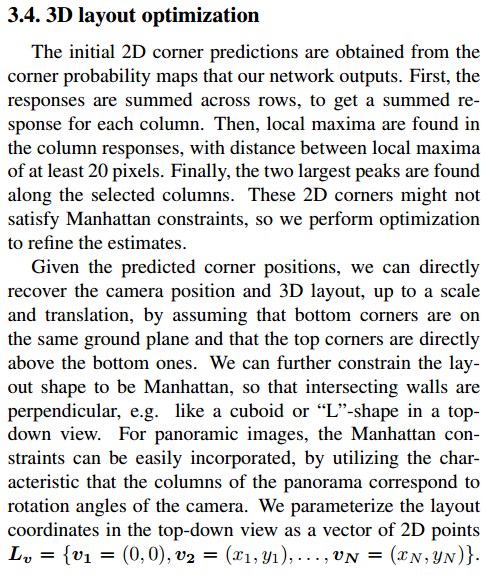 3.4. 3D layout optimization
The initial 2D corner predictions are obtained from the
corner probability maps that our network outputs. First, the
responses are summed across rows, to get a summed re-
sponse for each column. Then, local maxima are found in
the column responses, with distance between local maxima
of at least 20 pixels. Finally, the two largest peaks are found
along the selected columns. These 2D corners might not
satisfy Manhattan constraints, so we perform optimization
to refine the estimates.
Given the predicted corner positions, we can directly
recover the camera position and 3D layout, up to a scale
and translation, by assuming that bottom corners are on
the same ground plane and that the top corners are directly
above the bottom ones. We can further constrain the lay-
out shape to be Manhattan, so that intersecting walls are
perpendicular, e.g. like a cuboid or “L”-shape in a top-
down view. For panoramic images, the Manhattan con-
straints can be easily incorporated, by utilizing the char-
acteristic that the columns of the panorama correspond to
rotation angles of the camera. We parameterize the layout
coordinates in the top-down view as a vector of 2D points
L_v = {v_1 = (0, 0), v_2 = (x_1, y_1), . . . , v_N = (x_N, y_N)}.